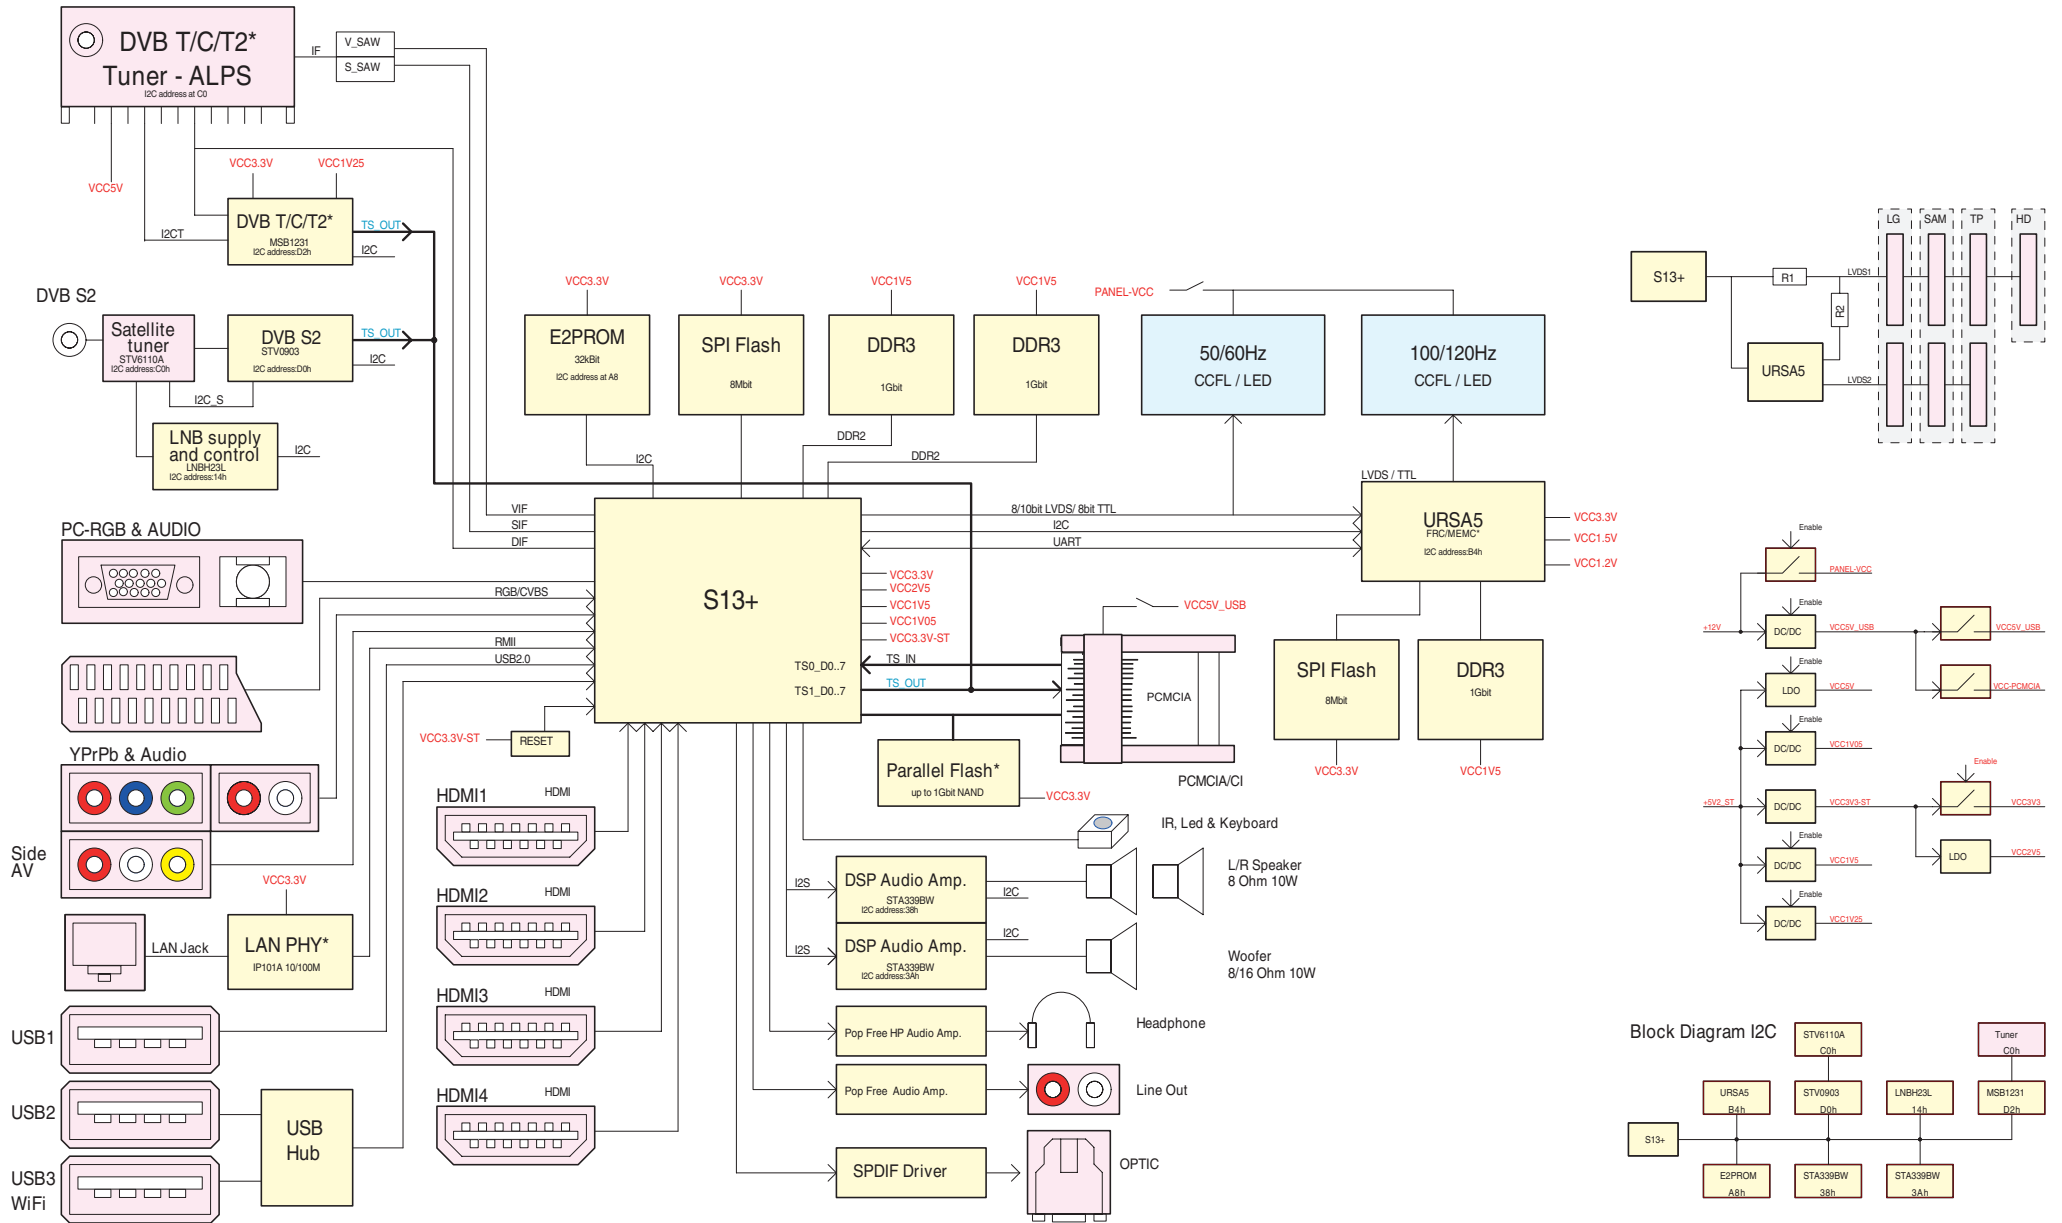 DVB T/C/T2*
Tuner - ALPS
I2C address at C0
IF
V_SAW
S_SAW
VCC5V
VCC3.3V
VCC1V25
DVB T/C/T2*
MSB1231
I2C address:D2h
I2CT
TS_OUT
I2C
DVB S2
Satellite
tuner
STV6110A
I2C address:C0h
DVB S2
STV0903
I2C address:D0h
TS_OUT
I2C
I2C_S
LNB supply
and control
LNBH23L
I2C address:14h
I2C
VCC3.3V
E2PROM
32kBit
I2C address at A8
I2C
VCC3.3V
SPI Flash
8Mbit
VCC1V5
DDR3
1Gbit
DDR2
VCC1V5
DDR3
1Gbit
DDR2
PANEL-VCC
50/60Hz
CCFL / LED
100/120Hz
CCFL / LED
LVDS / TTL
URSA5
FRC/MEMC*
I2C address:B4h
VCC3.3V
VCC1.5V
VCC1.2V
8/10bit LVDS/ 8bit TTL
I2C
UART
VIF
SIF
DIF
S13+
VCC3.3V
VCC2V5
VCC1V5
VCC1V05
VCC3.3V-ST
TS0_D0..7
TS1_D0..7
TS_IN
TS_OUT
VCC5V_USB
PCMCIA
PCMCIA/CI
SPI Flash
8Mbit
VCC3.3V
DDR3
1Gbit
VCC1V5
PC-RGB & AUDIO
RGB/CVBS
RMII
USB2.0
VCC3.3V-ST
RESET
Parallel Flash*
up to 1Gbit NAND
VCC3.3V
YPrPb & Audio
Side
AV
VCC3.3V
LAN Jack
LAN PHY*
IP101A 10/100M
USB1
USB2
USB3
WiFi
USB
Hub
HDMI1
HDMI
HDMI2
HDMI
HDMI3
HDMI
HDMI4
HDMI
IR, Led & Keyboard
I2S
DSP Audio Amp.
STA339BW
I2C address:38h
I2C
L/R Speaker
8 Ohm 10W
I2S
DSP Audio Amp.
STA339BW
I2C address:3Ah
I2C
Woofer
8/16 Ohm 10W
Pop Free HP Audio Amp.
Headphone
Pop Free  Audio Amp.
Line Out
SPDIF Driver
OPTIC
S13+
R1
R2
URSA5
LVDS1
LVDS2
LG
SAM
TP
HD
Enable
PANEL-VCC
+12V
Enable
DC/DC
VCC5V_USB
VCC5V_USB
VCC-PCMCIA
Enable
LDO
VCC5V
Enable
DC/DC
VCC1V05
+5V2_ST
DC/DC
VCC3V3-ST
Enable
VCC3V3
LDO
VCC2V5
Enable
DC/DC
VCC1V5
Enable
DC/DC
VCC1V25
Block Diagram I2C
STV6110A
C0h
Tuner
C0h
URSA5
B4h
STV0903
D0h
LNBH23L
14h
MSB1231
D2h
S13+
E2PROM
A8h
STA339BW
38h
STA339BW
3Ah